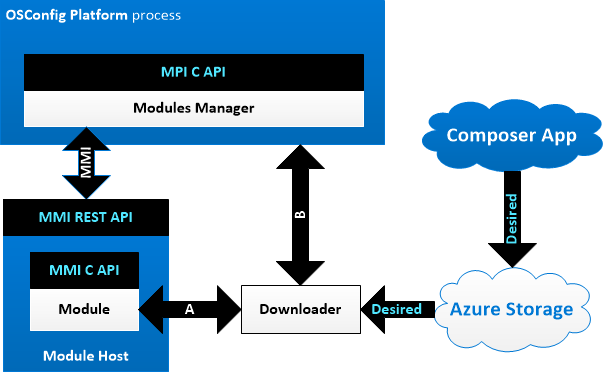 OSConfig Platform process
MPI C API
Modules Manager
MMI
B
Composer App
Desired
MMI REST API
MMI C API
Module
Module Host
A
Downloader
Desired
Azure Storage